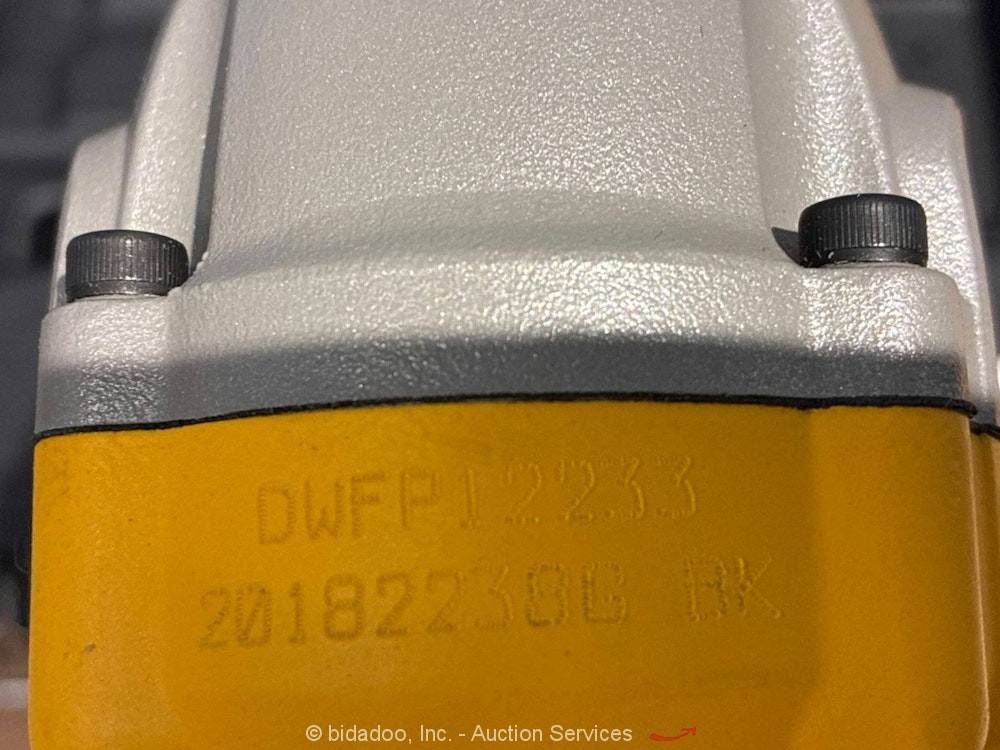 DWFP12233
20182238G BK
© bidadoo, Inc. - Auction Services